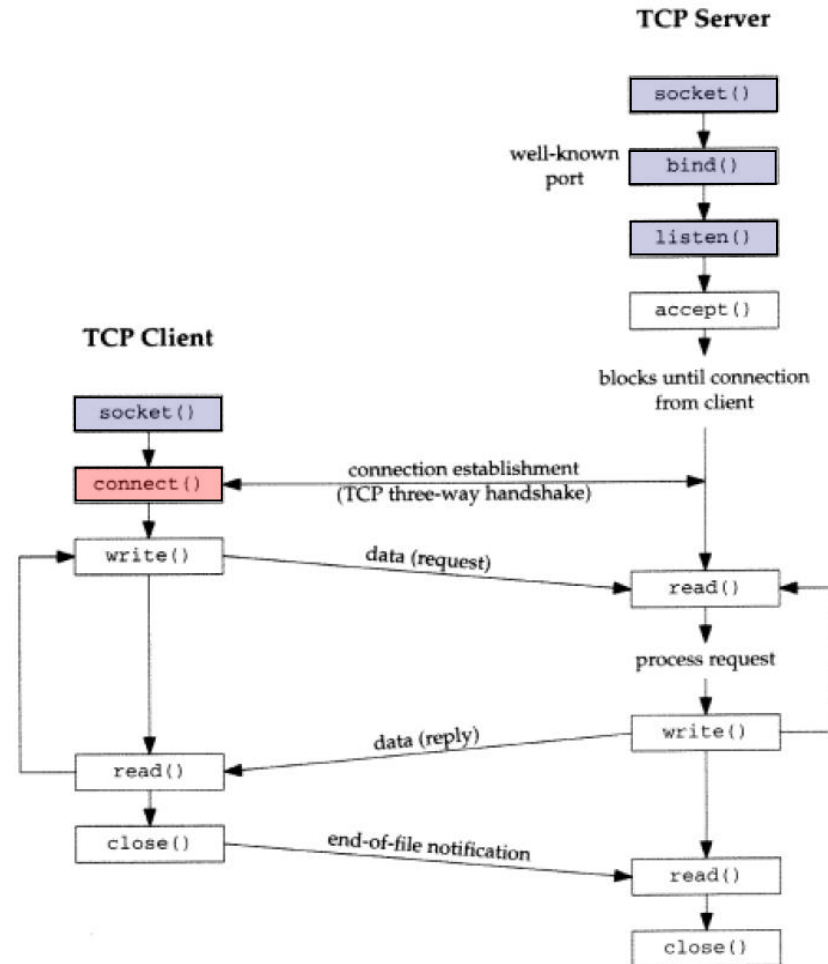 TCP Server
socket()
well-known
port
bind()
listen()
accept()
blocks until connection
from client
TCP Client
socket()
connect()
connection establishment
(TCP three-way handshake)
write()
data (request)
read()
process request
write()
data (reply)
read()
close()
end-of-file notification
read()
close()